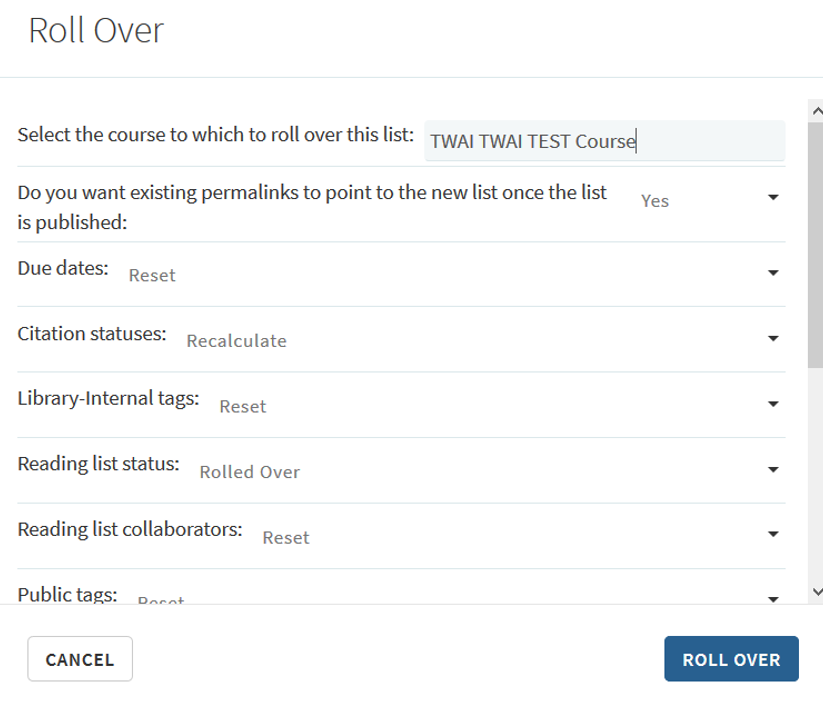 Roll Over
Select the course to which to roll over this list: TWAI TWAI TEST Course
Do you want existing permalinks to point to the new list once the list Yes
is published:
Due dates: Reset
Citation statuses: Recalculate
Library-Internal tags: Reset
Reading list status: Rolled Over
Reading list collaborators: Reset
Public tags: Reset
CANCEL ROLL OVER